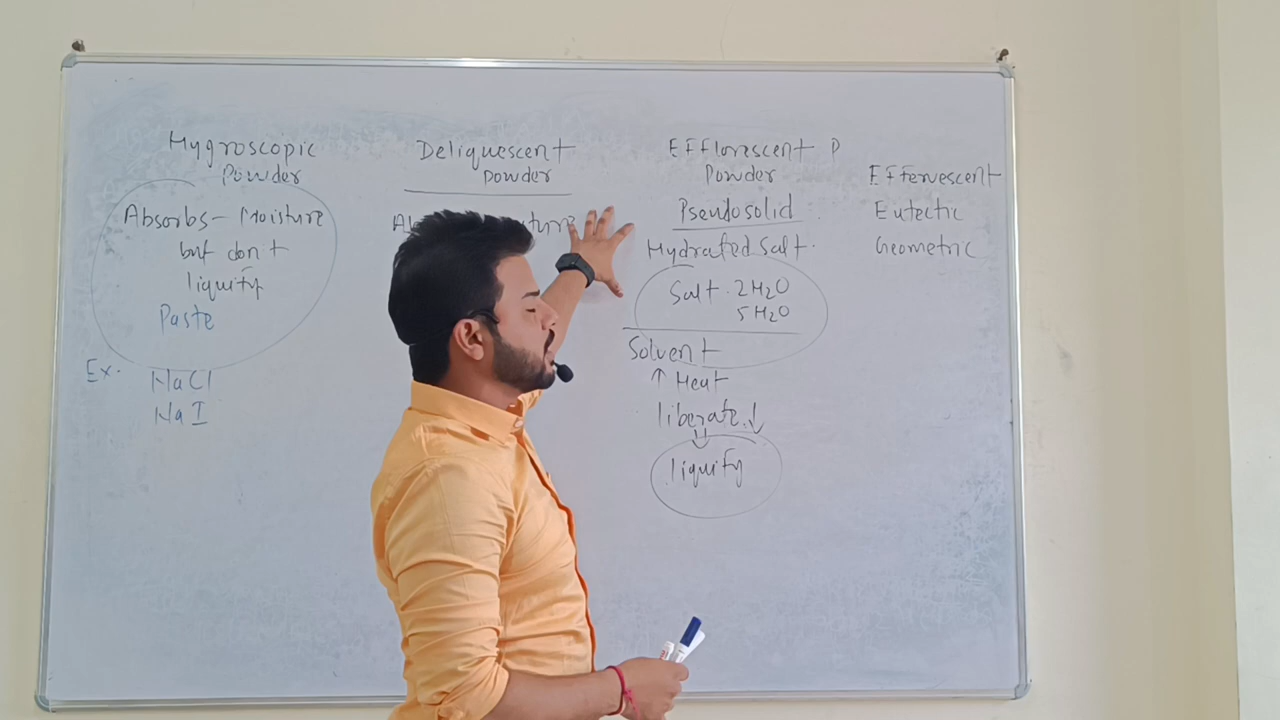 Hygroscopic
Powder
Absorbs - Moisture
but don't
liquify
Paste
Ex. NaCl
NaI
Deliquescent
Powder
Efflorescent P
Powder
Pseudosolid
Hydrated salt.
Salt. 2H2O
5H2O
Solvent
↑ Heat
liberate ↓
liquify
Effervescent
Eutectic
Geometric